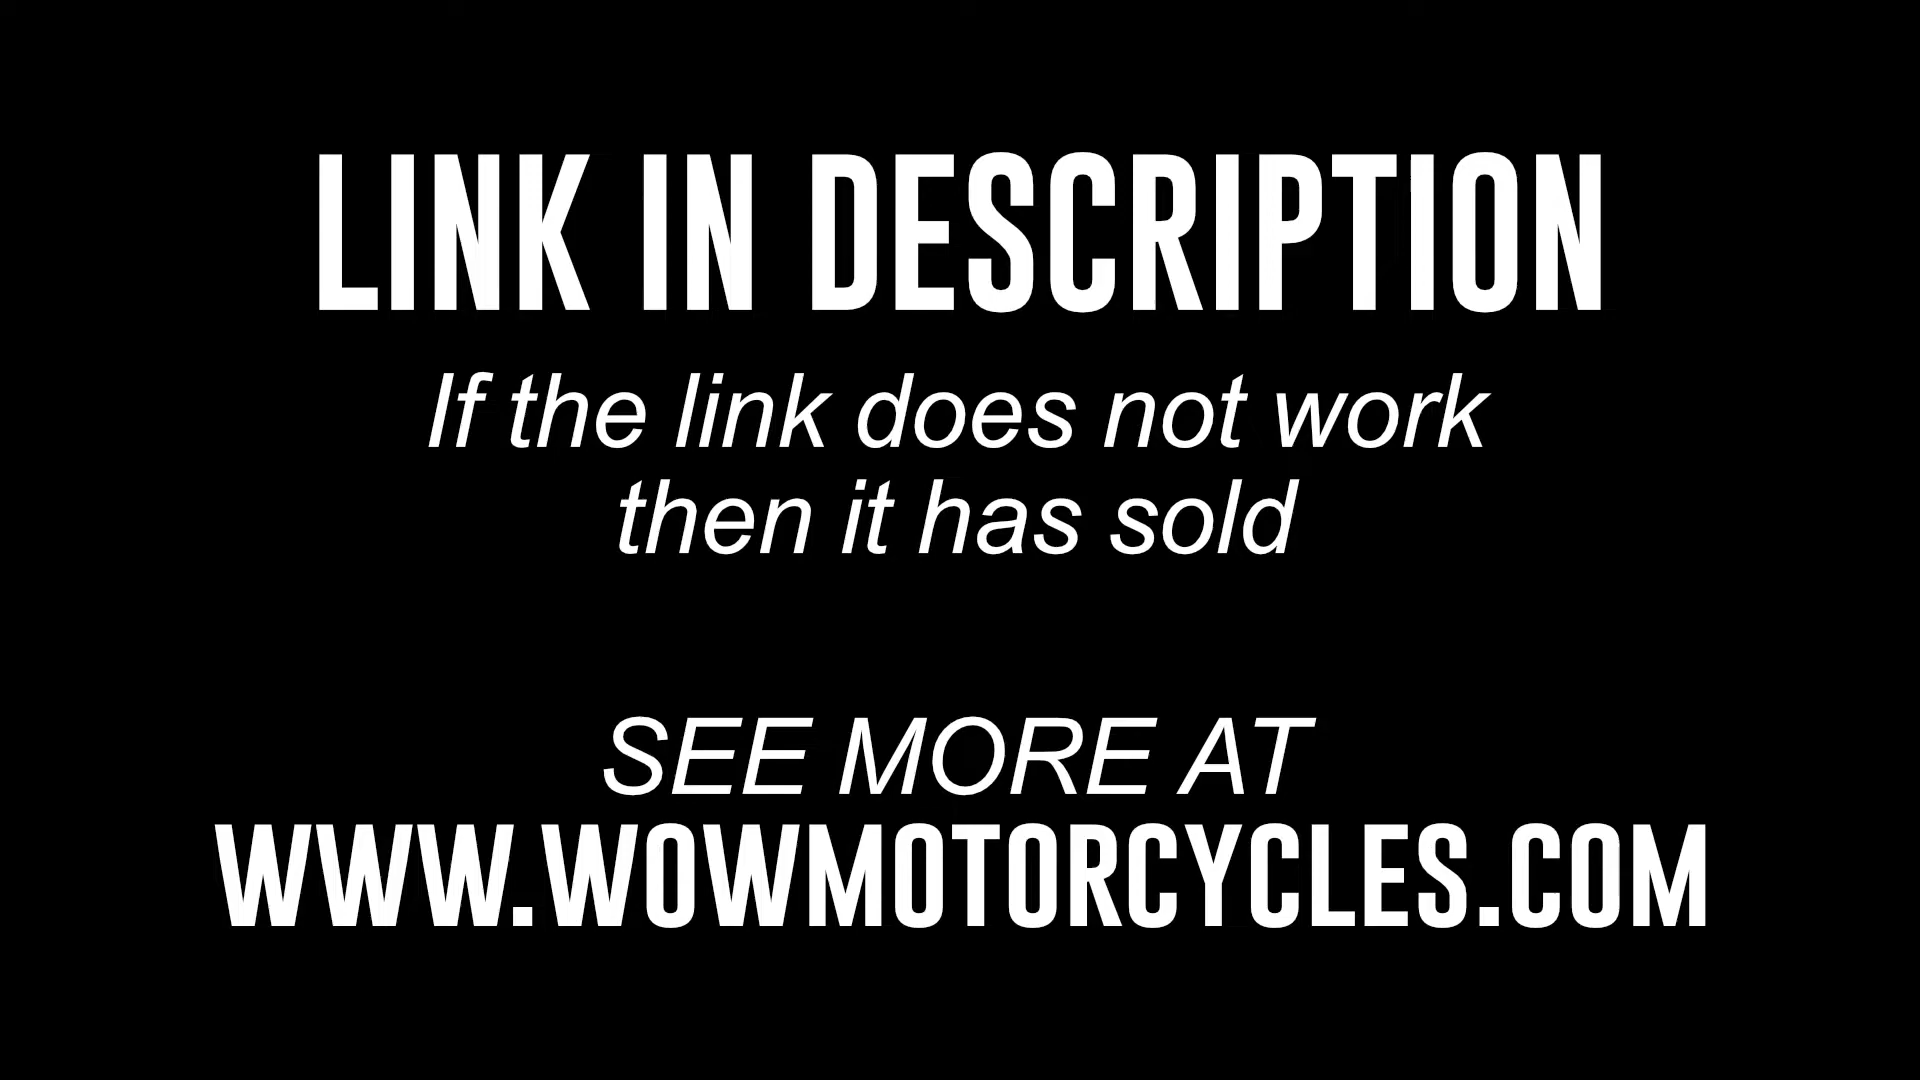 LINK IN DESCRIPTION
If the link does not work
then it has sold
SEE MORE AT
WWW.WOWMOTORCYCLES.COM